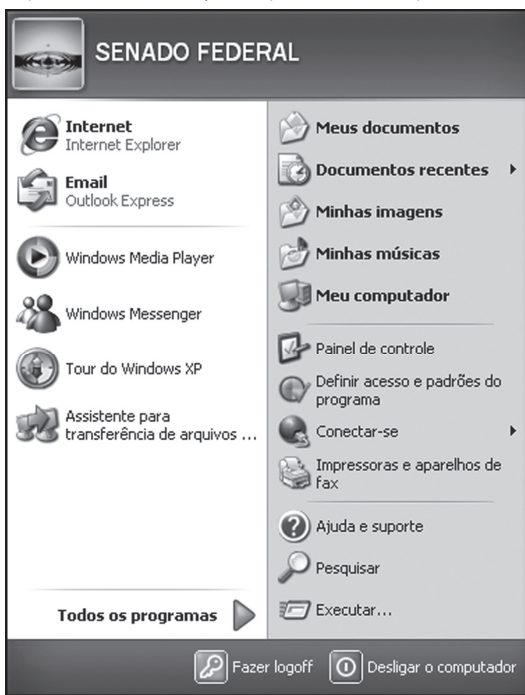 SENADO FEDERAL
Internet
Internet Explorer
Email
Outlook Express
Windows Media Player
Windows Messenger
Tour do Windows XP
Assistente para
transferência de arquivos ...
Todos os programas
Meus documentos
Documentos recentes
Minhas imagens
Minhas músicas
Meu computador
Painel de controle
Definir acesso e padrões do
programa
Conectar-se
Impressoras e aparelhos de
fax
Ajuda e suporte
Pesquisar
Executar...
Fazer logoff
Desligar o computador